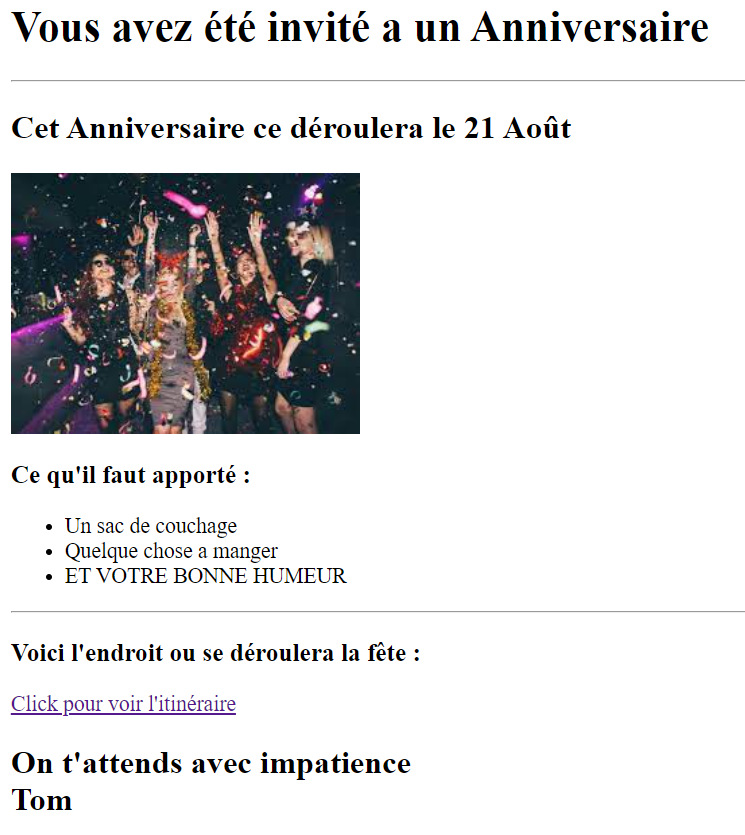 Vous avez été invité a un Anniversaire
Cet Anniversaire ce déroulera le 21 Août
Ce qu'il faut apporté :
• Un sac de couchage
• Quelque chose a manger
• ET VOTRE BONNE HUMEUR
Voici l'endroit ou se déroulera la fête :
Click pour voir l'itinéraire
On t'attends avec impatience
Tom